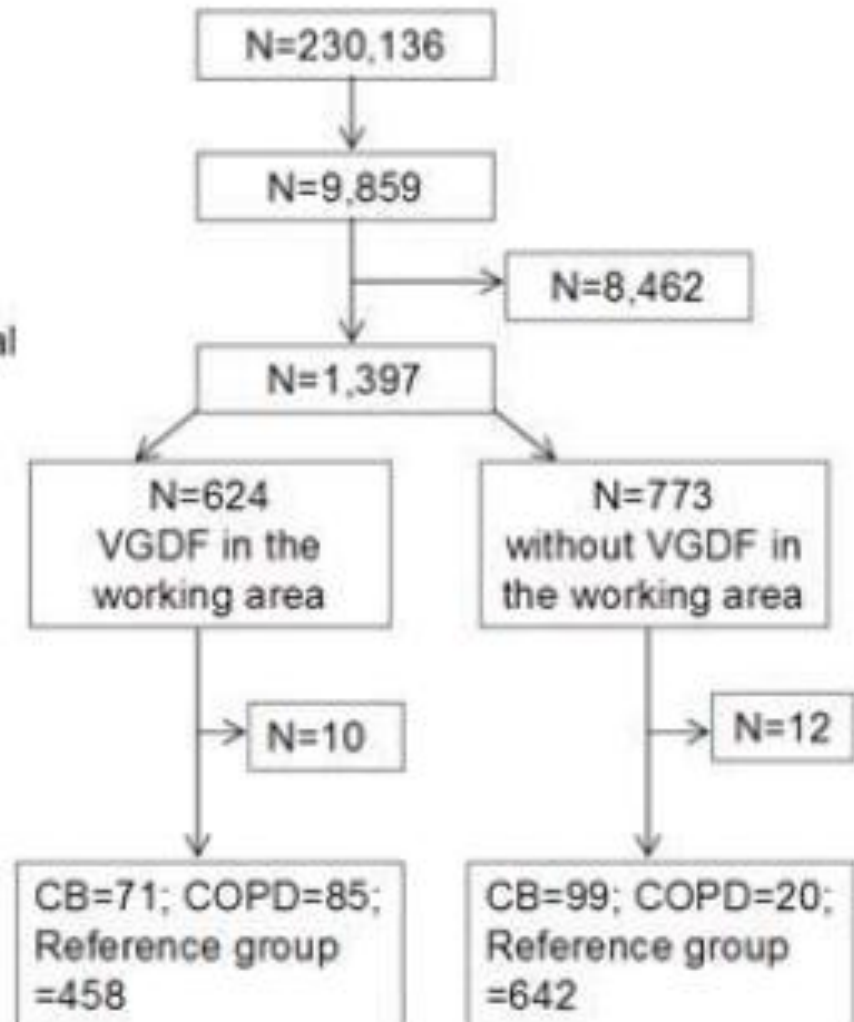 N=230,136
N=9,859
N=8,462
al
N=1,397
N=624
VGDF in the
working area
N=773
without VGDF in
the working area
N=10
N=12
CB=71; COPD=85;
Reference group
=458
CB=99; COPD=20;
Reference group
=642